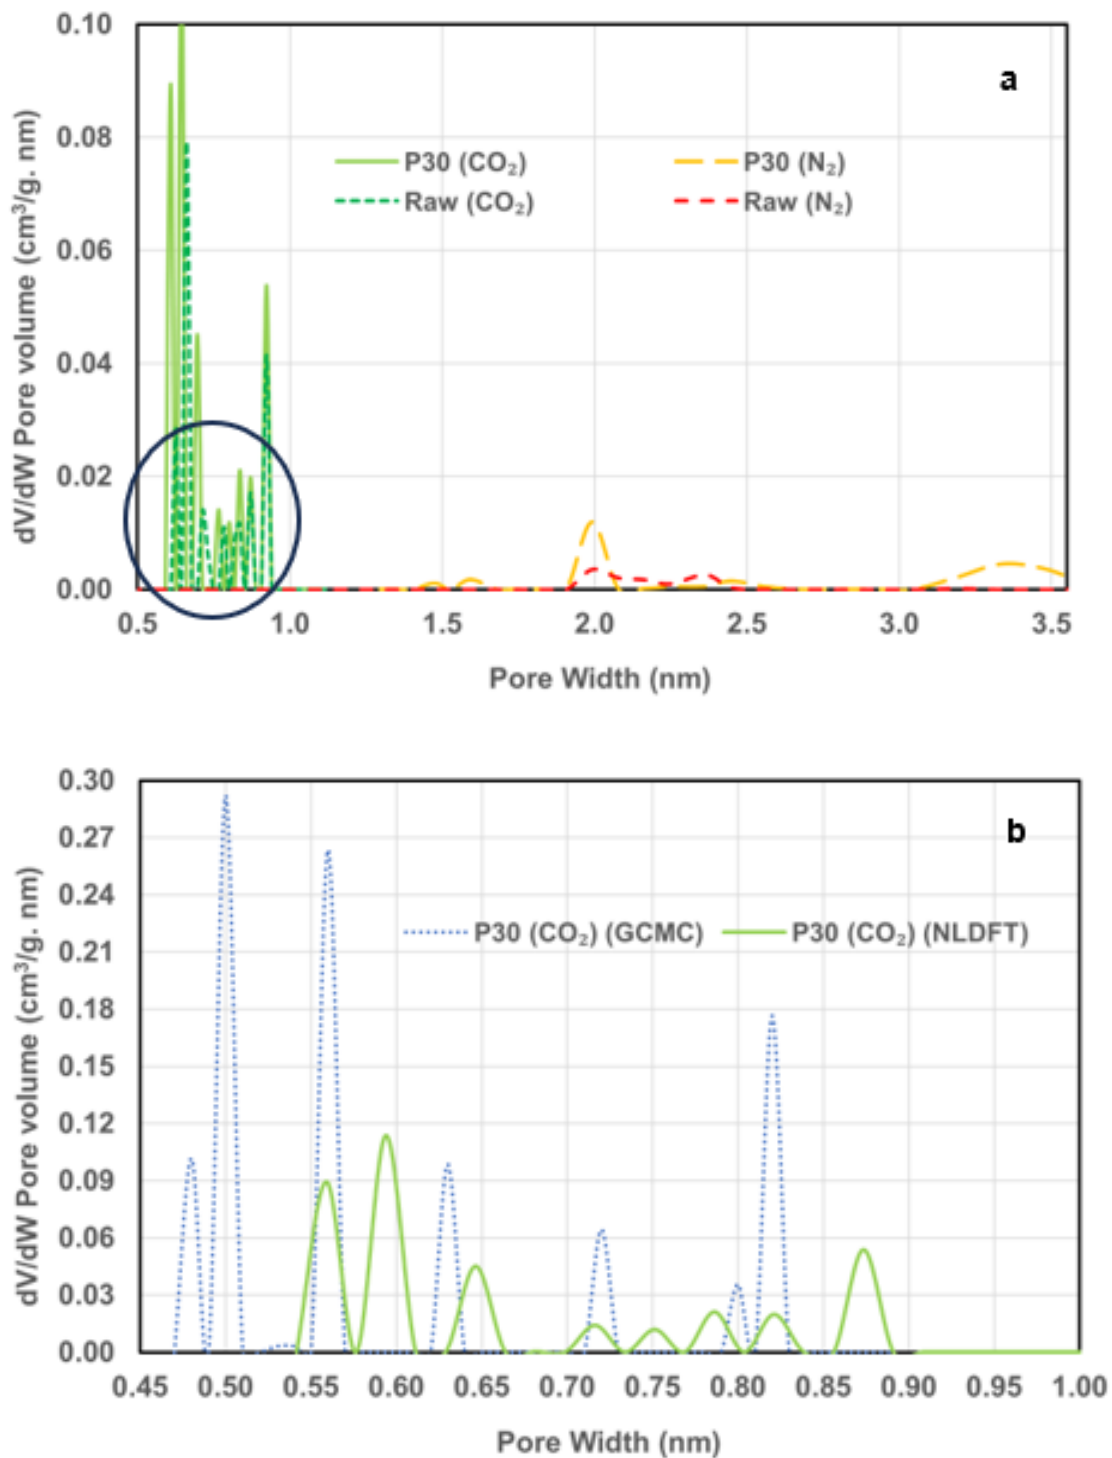 a
dV/dW Pore volume (cm³/g. nm)
0.10
0.08
0.06
0.04
0.02
0.00
P30 (CO₂)
P30 (N₂)
Raw (CO₂)
Raw (N₂)
0.5 1.0 1.5 2.0 2.5 3.0 3.5
Pore Width (nm)
b
dV/dW Pore volume (cm³/g. nm)
0.30
0.27
0.24
0.21
0.18
0.15
0.12
0.09
0.06
0.03
0.00
P30 (CO₂) (GCMC) P30 (CO₂) (NLDFT)
0.45 0.50 0.55 0.60 0.65 0.70 0.75 0.80 0.85 0.90 0.95 1.00
Pore Width (nm)